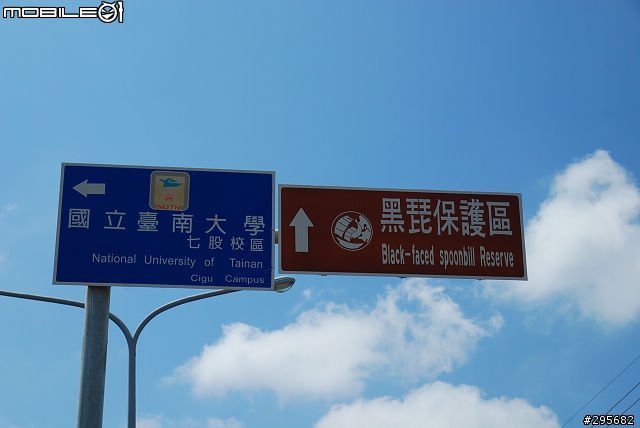 MOBILE01
NUTN
國立臺南大學
七股校區
National University of Tainan
Cigu Campus
黑琵保護區
Black-faced spoonbill Reserve
#295682